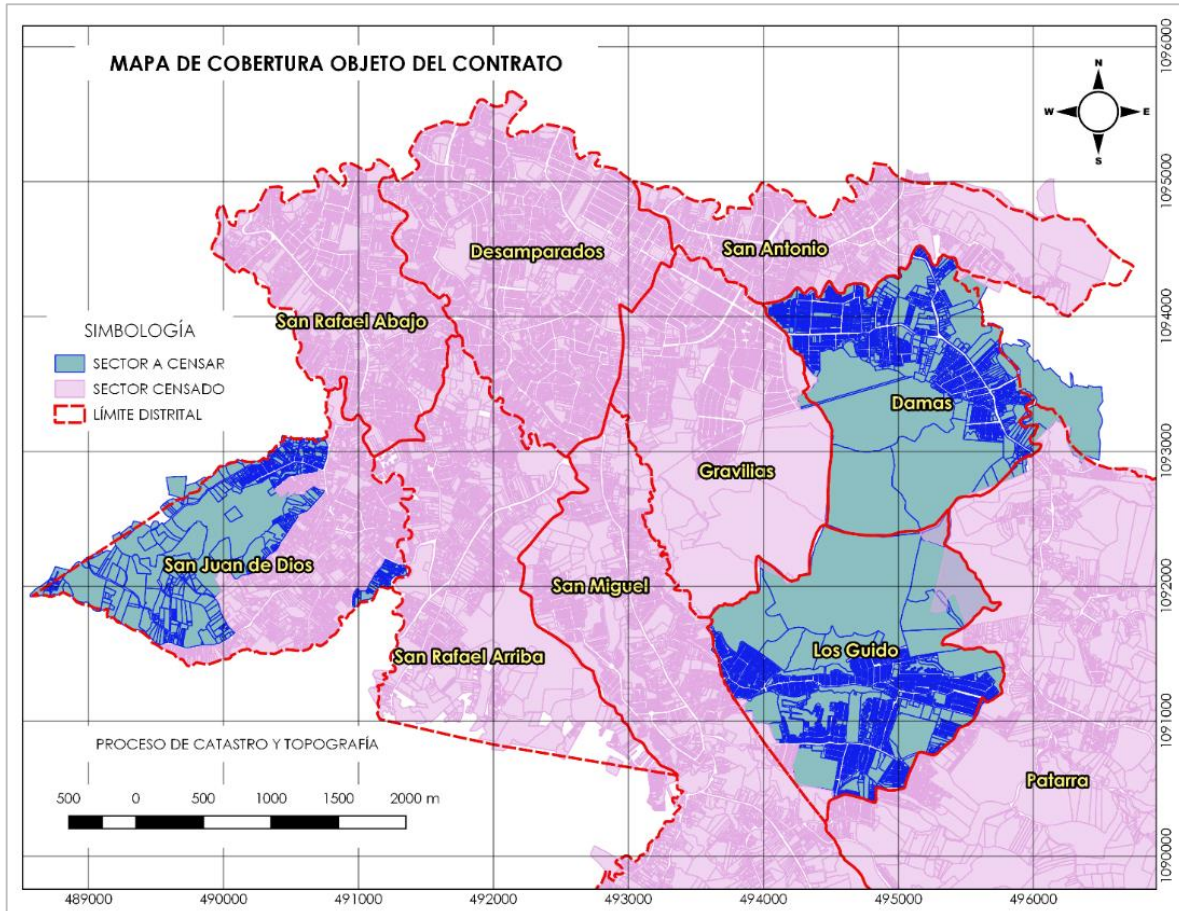 MAPA DE COBERTURA OBJETO DEL CONTRATO
N
W
E
S
1096000
1095000
1094000
1093000
1092000
1091000
1090000
Desamparados
San Antonio
San Rafael Abajo
SIMBOLOGÍA
SECTOR A CENSAR
SECTOR CENSADO
LÍMITE DISTRITAL
Damas
Gravilias
San Juan de Dios
San Miguel
San Rafael Arriba
Los Guido
Patarra
PROCESO DE CATASTRO Y TOPOGRAFÍA
500 0 500 1000 1500 2000 m
489000 490000 491000 492000 493000 494000 495000 496000